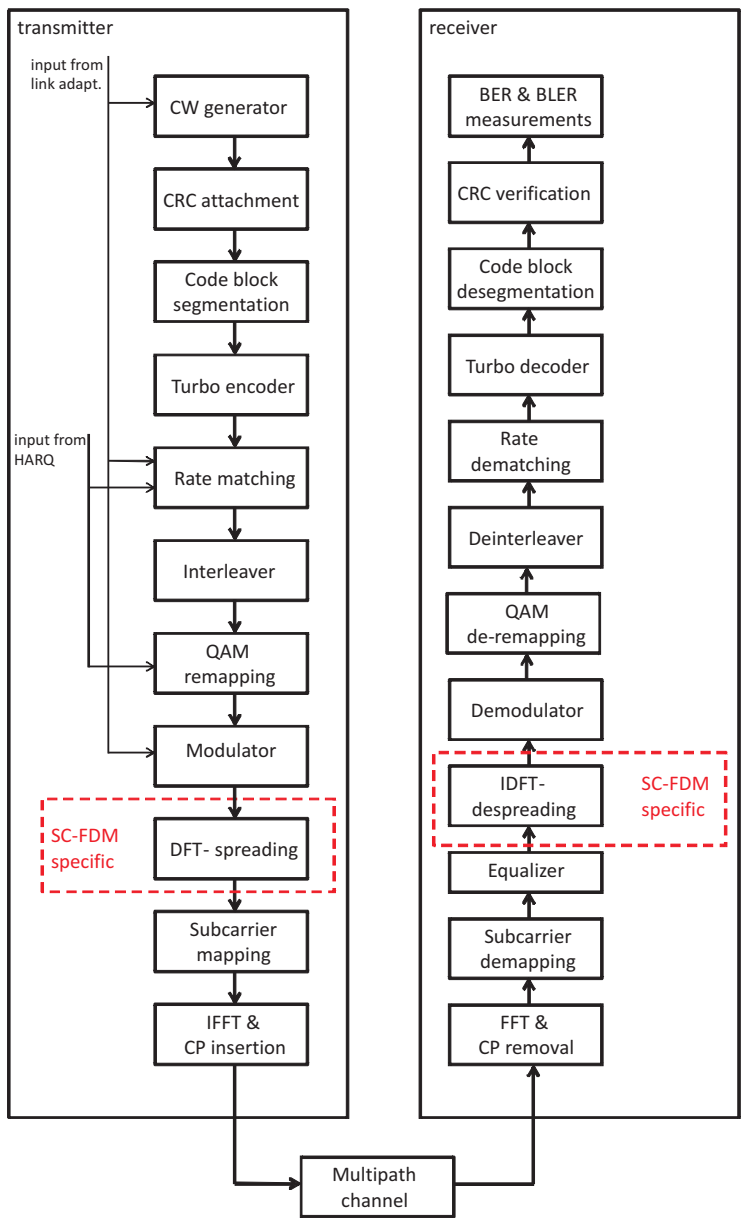 transmitter
input from
link adapt.
CW generator
CRC attachment
Code block
segmentation
Turbo encoder
input from
HARQ
Rate matching
Interleaver
QAM
remapping
Modulator
SC-FDM
specific
DFT- spreading
Subcarrier
mapping
IFFT &
CP insertion
Multipath
channel
receiver
BER & BLER
measurements
CRC verification
Code block
desegmentation
Turbo decoder
Rate
dematching
Deinterleaver
QAM
de-remapping
Demodulator
IDFT-
despreading
SC-FDM
specific
Equalizer
Subcarrier
demapping
FFT &
CP removal